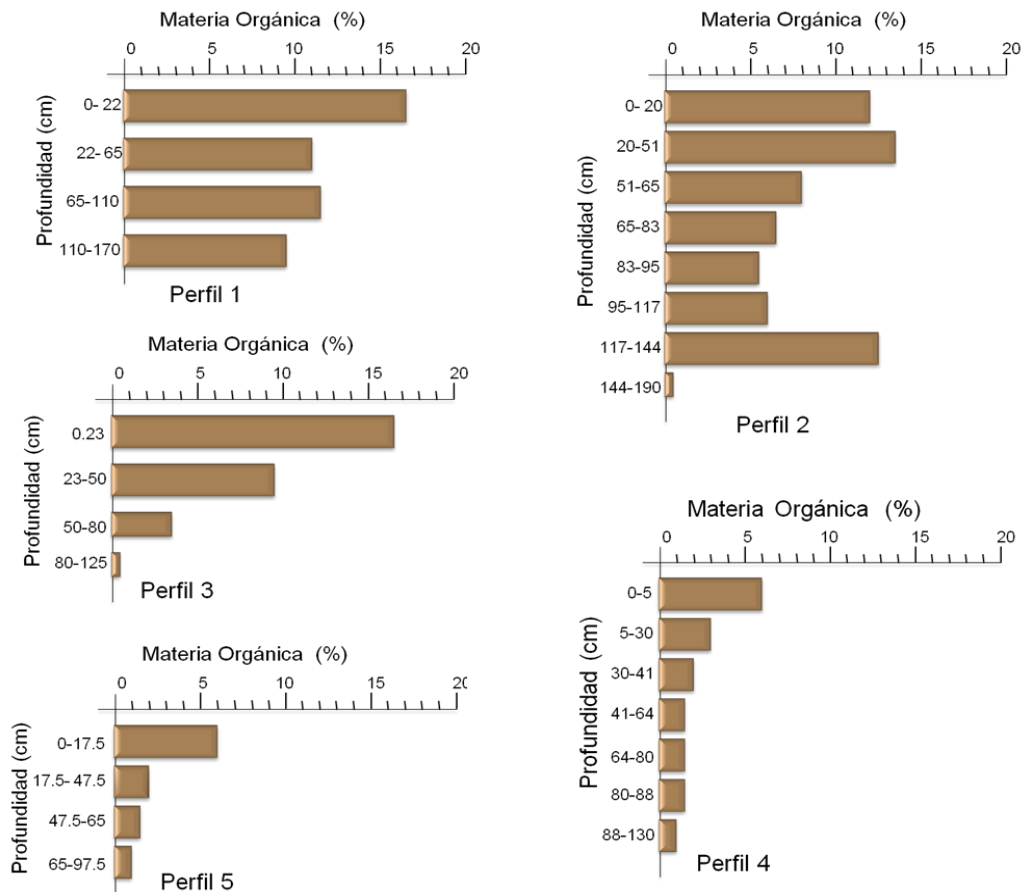 Materia Orgánica (%)
0 5 10 15 20
Profundidad (cm)
0- 22
22-65
65-110
110-170
Perfil 1
Materia Orgánica (%)
0 5 10 15 20
Profundidad (cm)
0- 20
20-51
51-65
65-83
83-95
95-117
117-144
144-190
Perfil 2
Materia Orgánica (%)
0 5 10 15 20
Profundidad (cm)
0.23
23-50
50-80
80-125
Perfil 3
Materia Orgánica (%)
0 5 10 15 20
Profundidad (cm)
0-5
5-30
30-41
41-64
64-80
80-88
88-130
Perfil 4
Materia Orgánica (%)
0 5 10 15 20
Profundidad (cm)
0-17.5
17.5- 47.5
47.5-65
65-97.5
Perfil 5